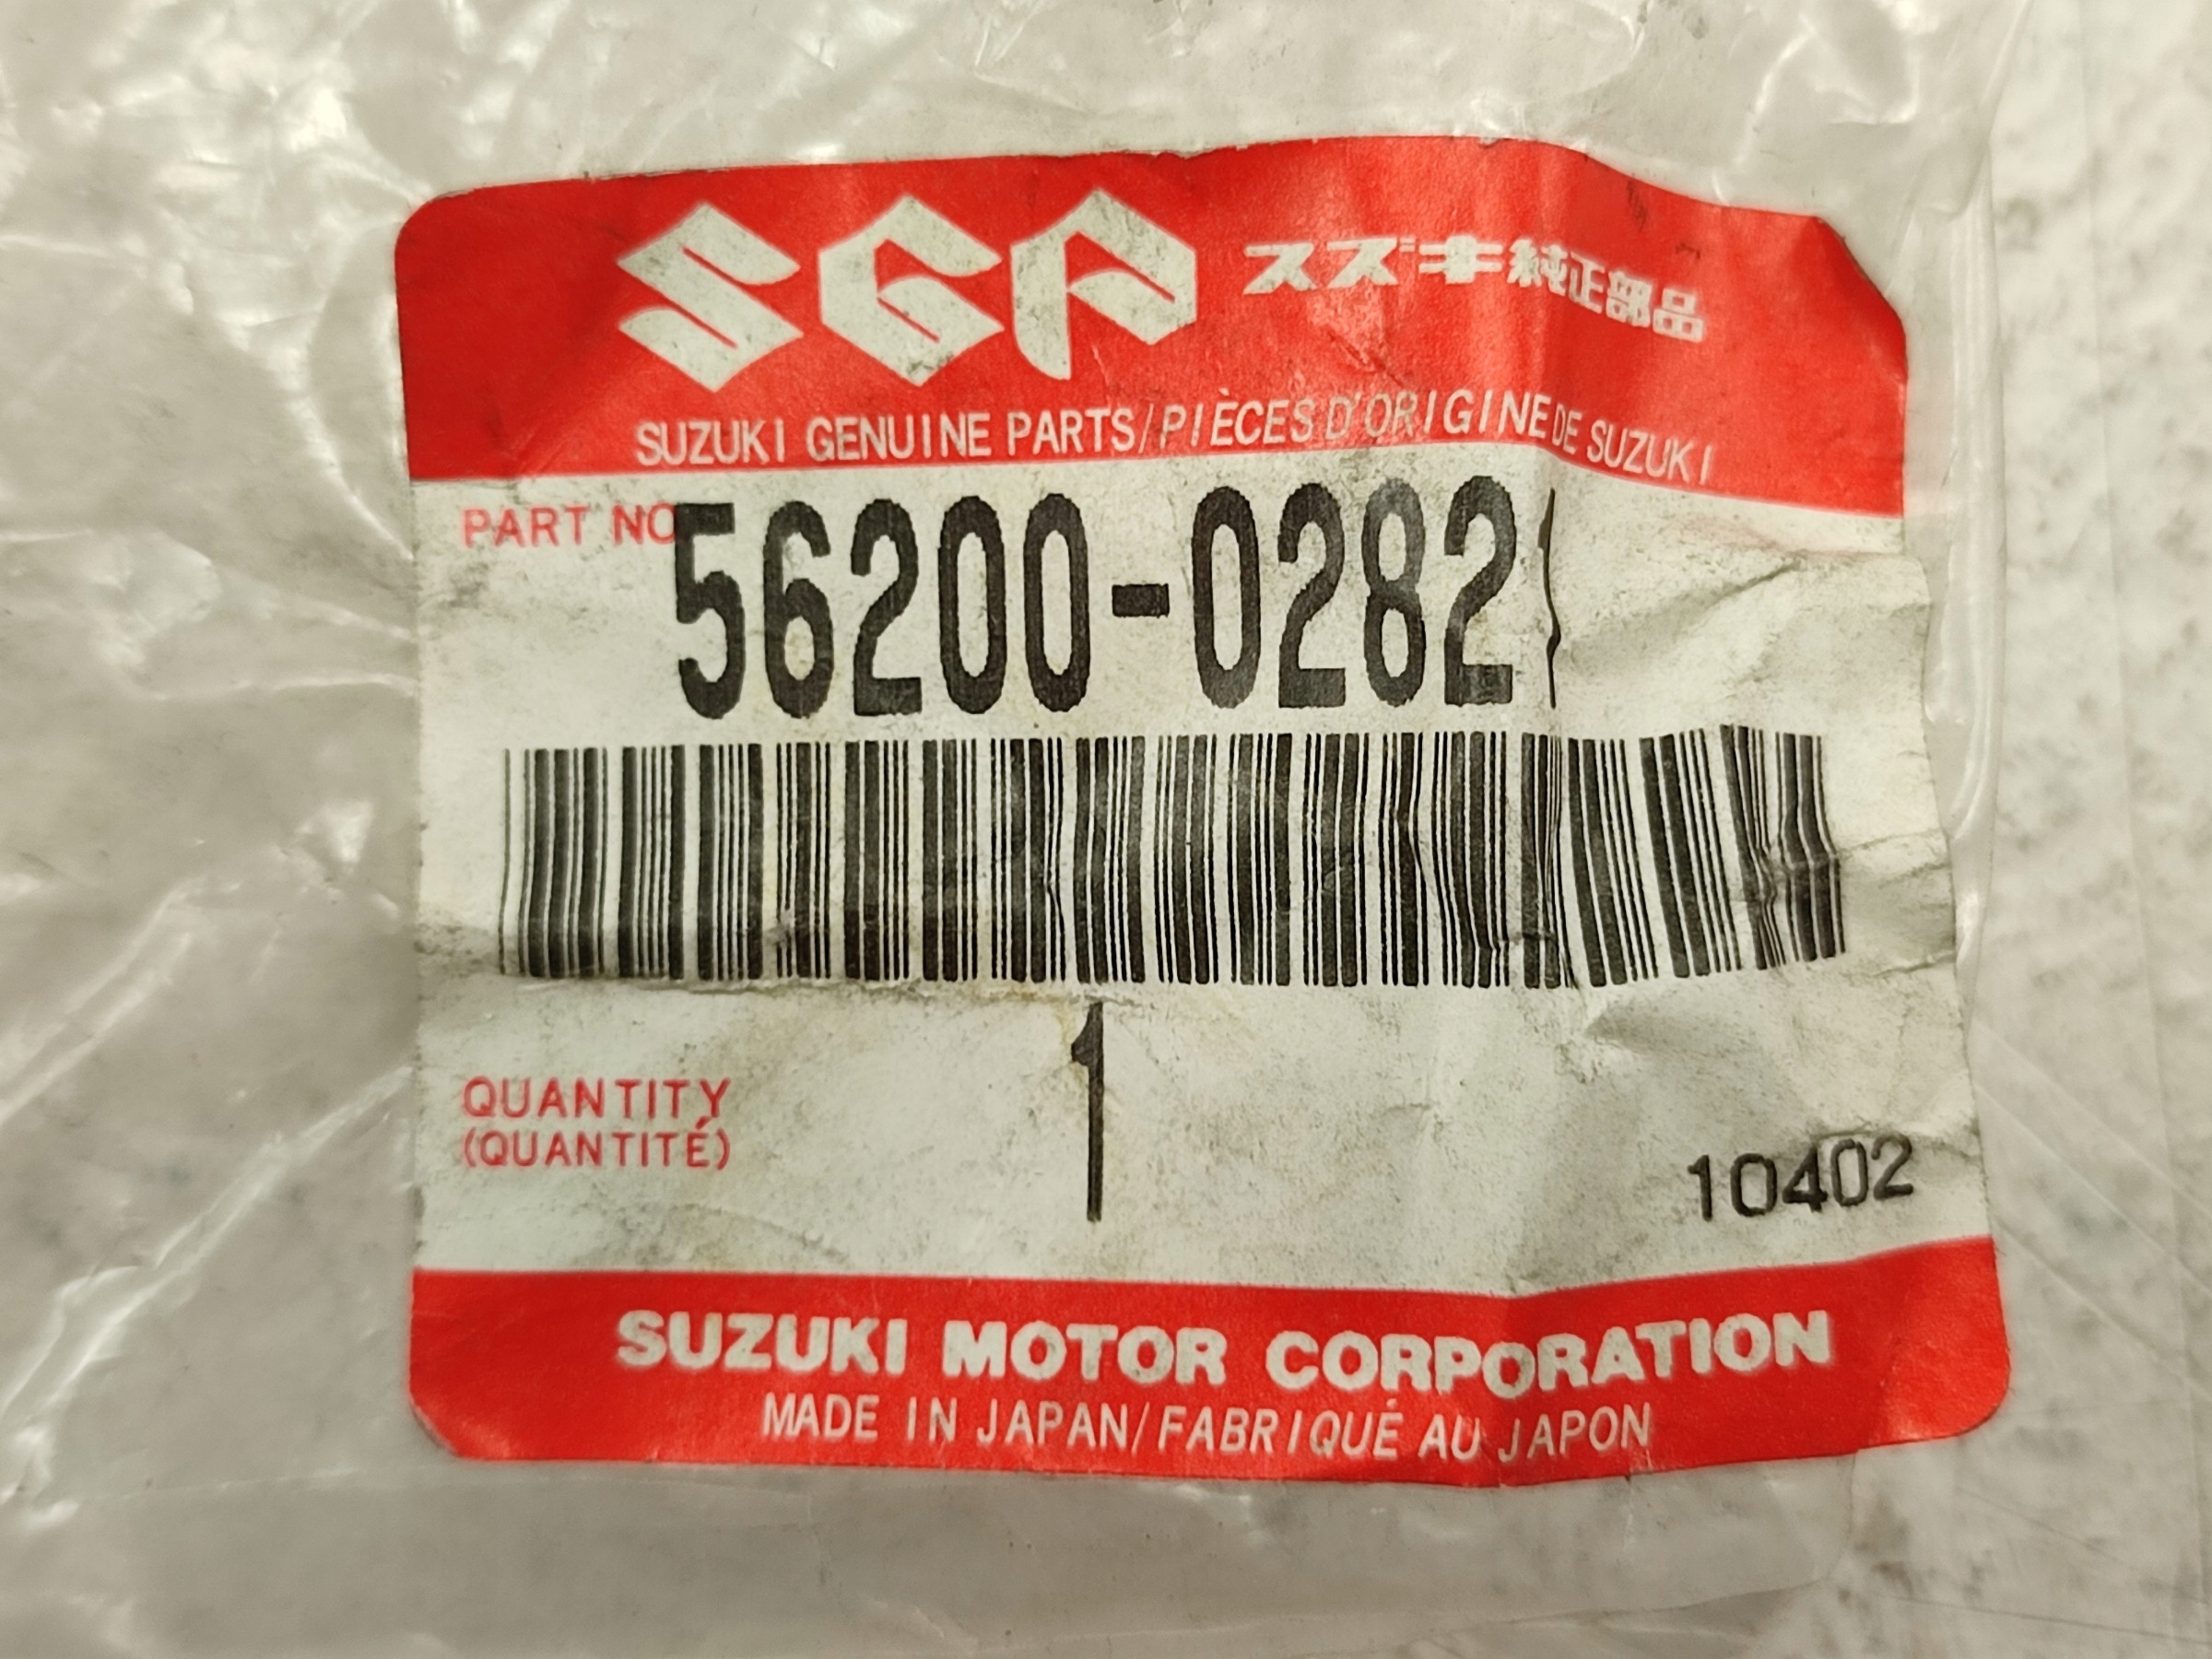 SGP スズキ純正部品
SUZUKI GENUINE PARTS/PIÈCES D'ORIGINE DE SUZUKI
PART NO
56200-0282
1
QUANTITY
(QUANTITÉ)
10402
SUZUKI MOTOR CORPORATION
MADE IN JAPAN/FABRIQUÉ AU JAPON